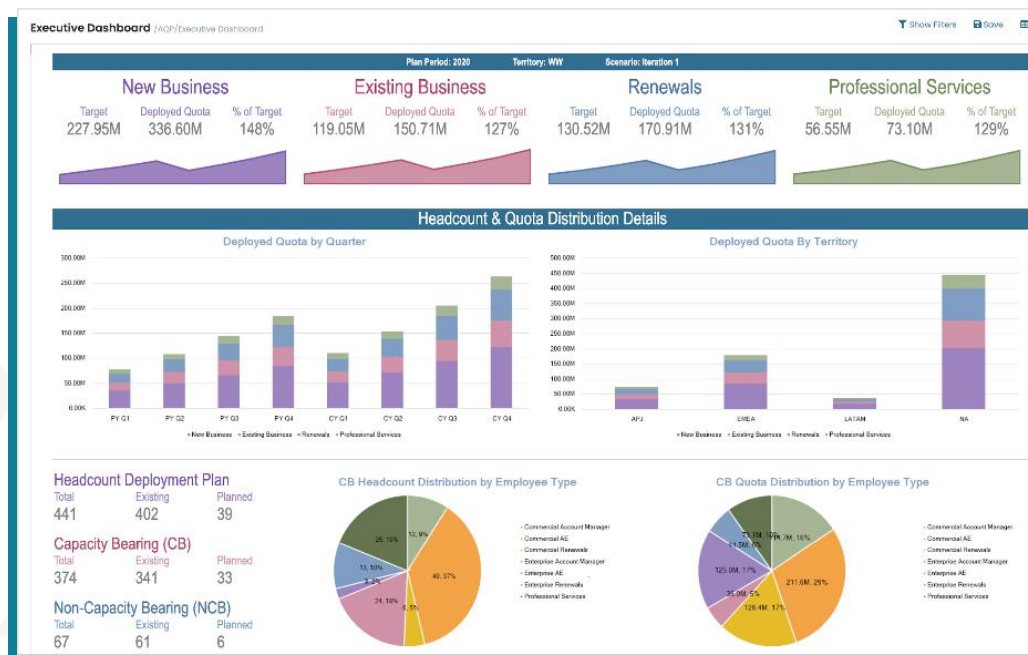 Executive Dashboard /AQP/Executive Dashboard
Show Filters Save
Plan Period: 2020 Territory: WW Scenario: Iteration 1
New Business
Target Deployed Quota % of Target
227.95M 336.60M 148%
Existing Business
Target Deployed Quota % of Target
119.05M 150.71M 127%
Renewals
Target Deployed Quota % of Target
130.52M 170.91M 131%
Professional Services
Target Deployed Quota % of Target
56.55M 73.10M 129%
Headcount & Quota Distribution Details
Deployed Quota by Quarter
300.00M
250.00M
200.00M
150.00M
100.00M
50.00M
0.00K
PY Q1 PY Q2 PY Q3 PY Q4 CY Q1 CY Q2 CY Q3 CY Q4
New Business Existing Business Renewals Professional Services
Deployed Quota By Territory
500.00M
450.00M
400.00M
350.00M
300.00M
250.00M
200.00M
150.00M
100.00M
50.00M
0.00K
APJ EMEA LATAM NA
New Business Existing Business Renewals Professional Services
Headcount Deployment Plan
Total Existing Planned
441 402 39
Capacity Bearing (CB)
Total Existing Planned
374 341 33
Non-Capacity Bearing (NCB)
Total Existing Planned
67 61 6
CB Headcount Distribution by Employee Type
12, 9%
49, 37%
6, 5%
24, 18%
13, 10%
25, 19%
Commercial Account Manager
Commercial AE
Commercial Renewals
Enterprise Account Manager
Enterprise AE
Enterprise Renewals
Professional Services
CB Quota Distribution by Employee Type
211.6M, 29%
126.4M, 17%
125.0M, 17%
Commercial Account Manager
Commercial AE
Commercial Renewals
Enterprise Account Manager
Enterprise AE
Enterprise Renewals
Professional Services